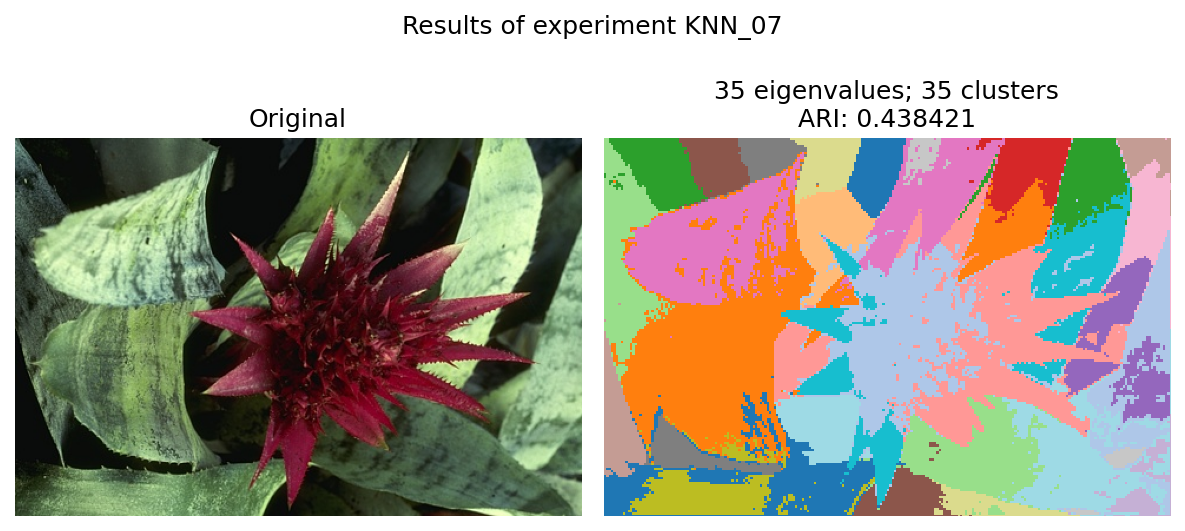 Results of experiment KNN_07
Original
35 eigenvalues; 35 clusters
ARI: 0.438421